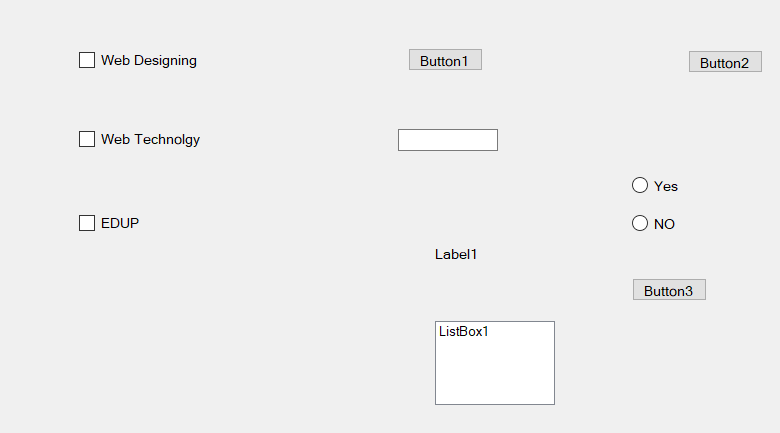 Web Designing
Button1
Button2
Web Technolgy
Yes
EDUP
NO
Label1
Button3
ListBox1